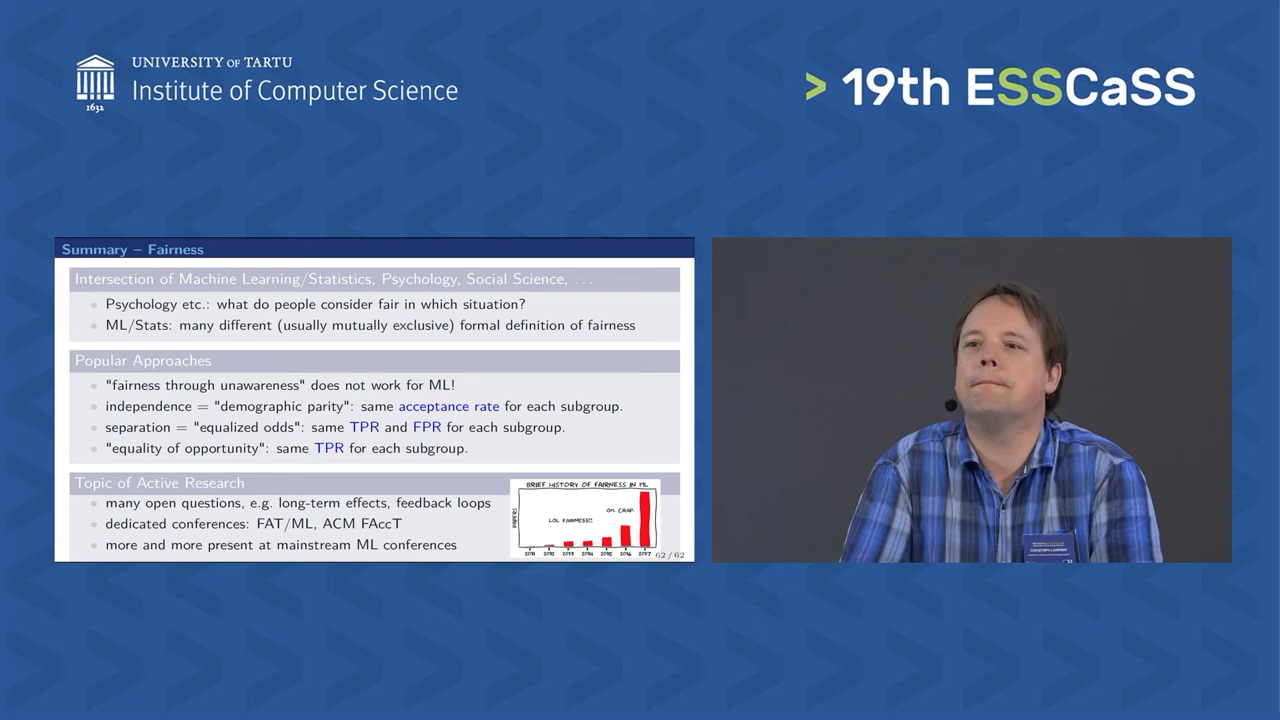 UNIVERSITY OF TARTU
Institute of Computer Science
1632
> 19th ESSCaSS
Summary – Fairness
Intersection of Machine Learning/Statistics, Psychology, Social Science, . . .
Psychology etc.: what do people consider fair in which situation?
ML/Stats: many different (usually mutually exclusive) formal definition of fairness
Popular Approaches
"fairness through unawareness" does not work for ML!
independence = "demographic parity": same acceptance rate for each subgroup.
separation = "equalized odds": same TPR and FPR for each subgroup.
"equality of opportunity": same TPR for each subgroup.
Topic of Active Research
many open questions, e.g. long-term effects, feedback loops
dedicated conferences: FAT/ML, ACM FAccT
more and more present at mainstream ML conferences
BRIEF HISTORY OF FAIRNESS IN ML
PAPERS
OH, CRAP.
LOL FAIRNESS!!
2011 2012 2013 2014 2015 2016 2017
62 / 62
CHRISTOPH LAMPERT